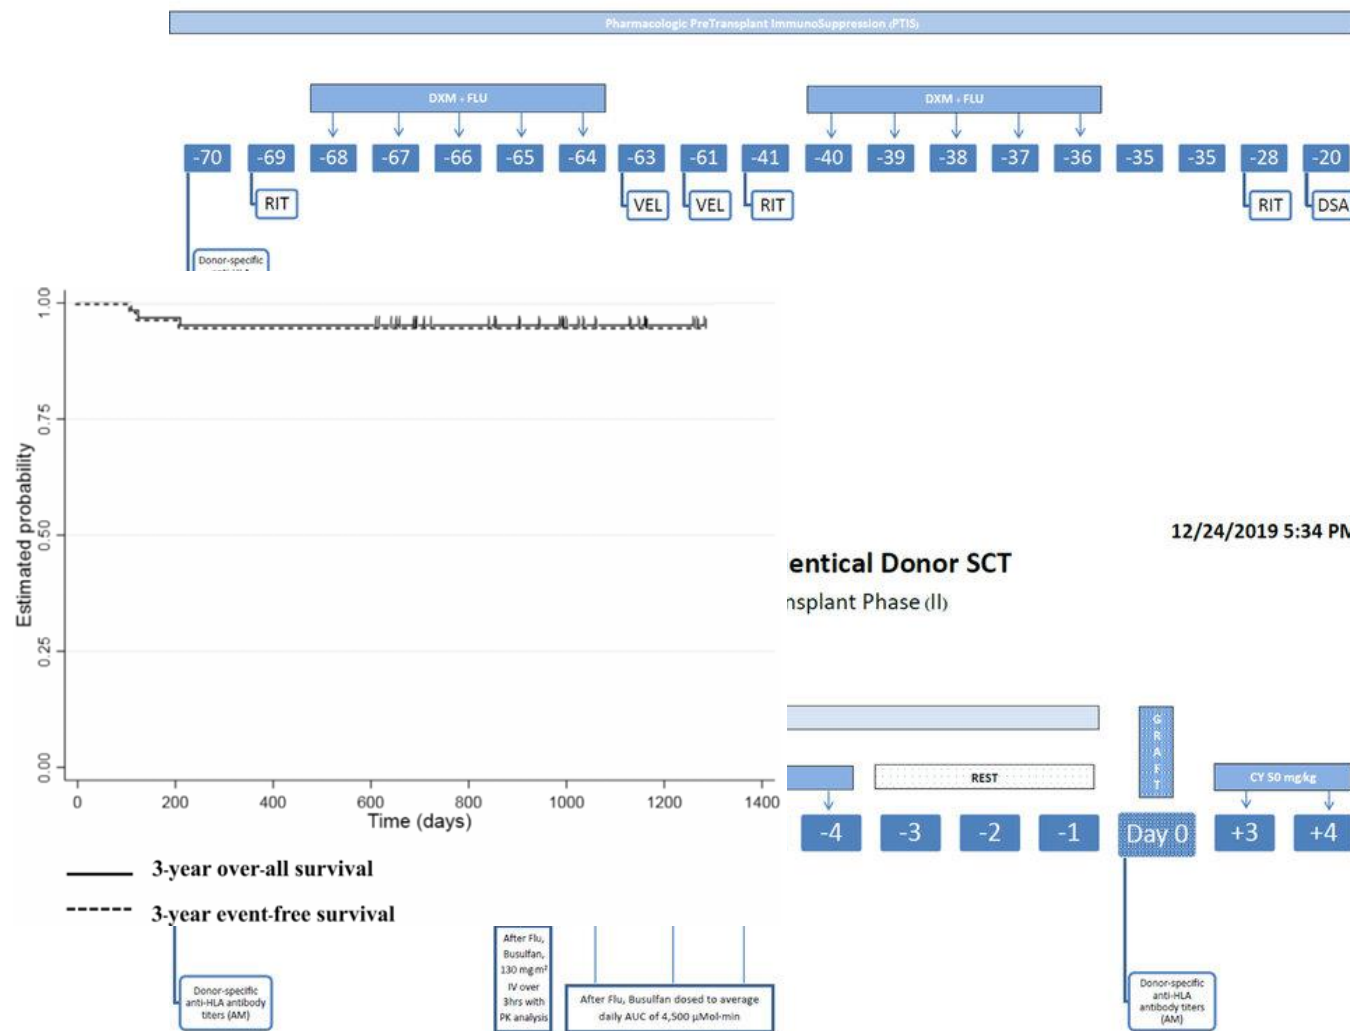 Pharmacologic PreTransplant ImmunoSuppression (PTIS)
DXM + FLU
DXM + FLU
-70 -69 -68 -67 -66 -65 -64 -63 -61 -41 -40 -39 -38 -37 -36 -35 -35 -28 -20
RIT VEL VEL RIT RIT DSA
Donor-specific
1.00
0.75
0.50
0.25
0.00
Estimated probability
0 200 400 600 800 1000 1200 1400
Time (days)
3-year over-all survival
3-year event-free survival
12/24/2019 5:34 PM
entical Donor SCT
nsplant Phase (II)
REST
GRAFT
CY 50 mg/kg
-4 -3 -2 -1 Day 0 +3 +4
Donor-specific
anti-HLA antibody
titers (AM)
After Flu,
Busulfan,
130 mg m²
IV over
3hrs with
PK analysis
After Flu, Busulfan dosed to average
daily AUC of 4,500 µMol-min
Donor-specific
anti-HLA
antibody titers
(AM)